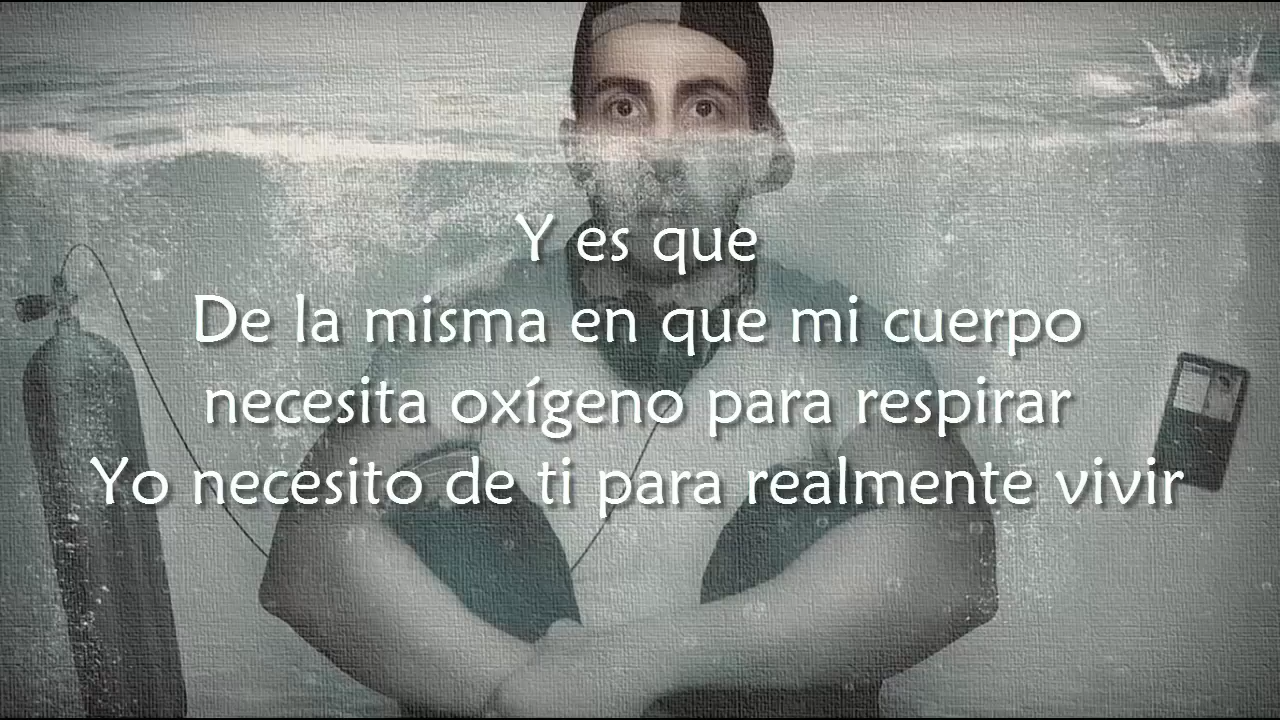 Y es que
De la misma en que mi cuerpo
necesita oxígeno para respirar
Yo necesito de ti para realmente vivir